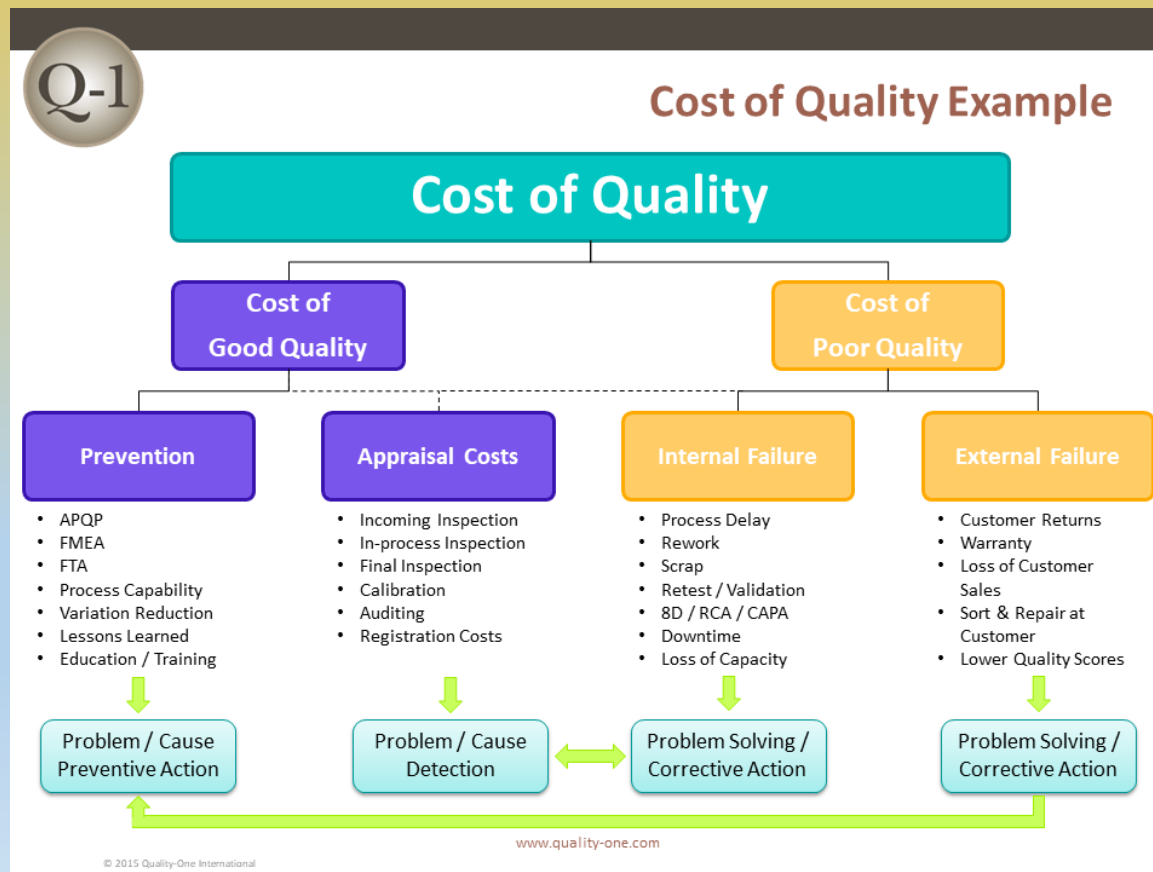 Q-1
Cost of Quality Example
Cost of Quality
Cost of
Good Quality
Cost of
Poor Quality
Prevention
Appraisal Costs
Internal Failure
External Failure
• APQP
• FMEA
• FTA
• Process Capability
• Variation Reduction
• Lessons Learned
• Education / Training
• Incoming Inspection
• In-process Inspection
• Final Inspection
• Calibration
• Auditing
• Registration Costs
• Process Delay
• Rework
• Scrap
• Retest / Validation
• 8D / RCA / CAPA
• Downtime
• Loss of Capacity
• Customer Returns
• Warranty
• Loss of Customer
Sales
• Sort & Repair at
Customer
• Lower Quality Scores
Problem / Cause
Preventive Action
Problem / Cause
Detection
Problem Solving /
Corrective Action
Problem Solving /
Corrective Action
www.quality-one.com
© 2015 Quality-One International